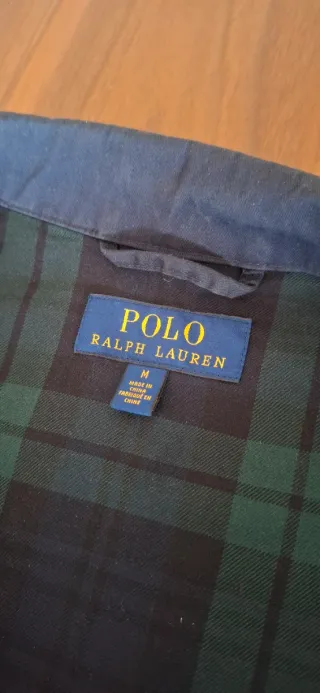 POLO
RALPH LAUREN
M
MADE IN
CHINA
FABRIQUÉ EN
CHINE